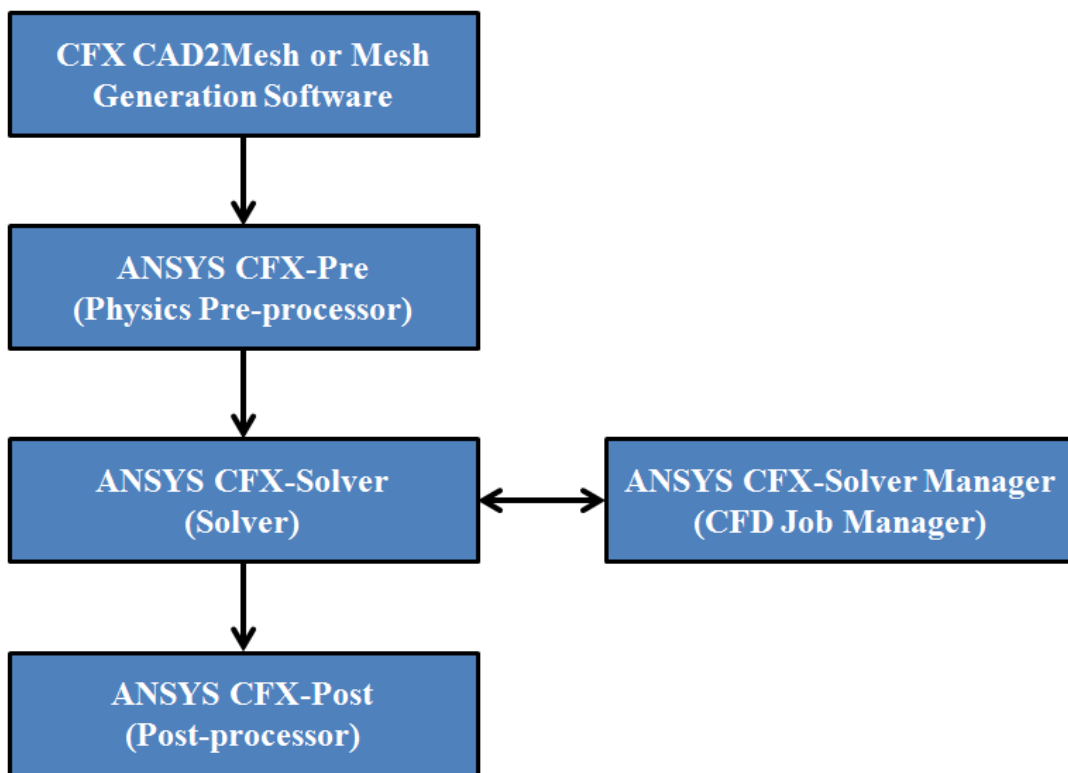 CFX CAD2Mesh or Mesh
Generation Software
ANSYS CFX-Pre
(Physics Pre-processor)
ANSYS CFX-Solver
(Solver)
ANSYS CFX-Solver Manager
(CFD Job Manager)
ANSYS CFX-Post
(Post-processor)